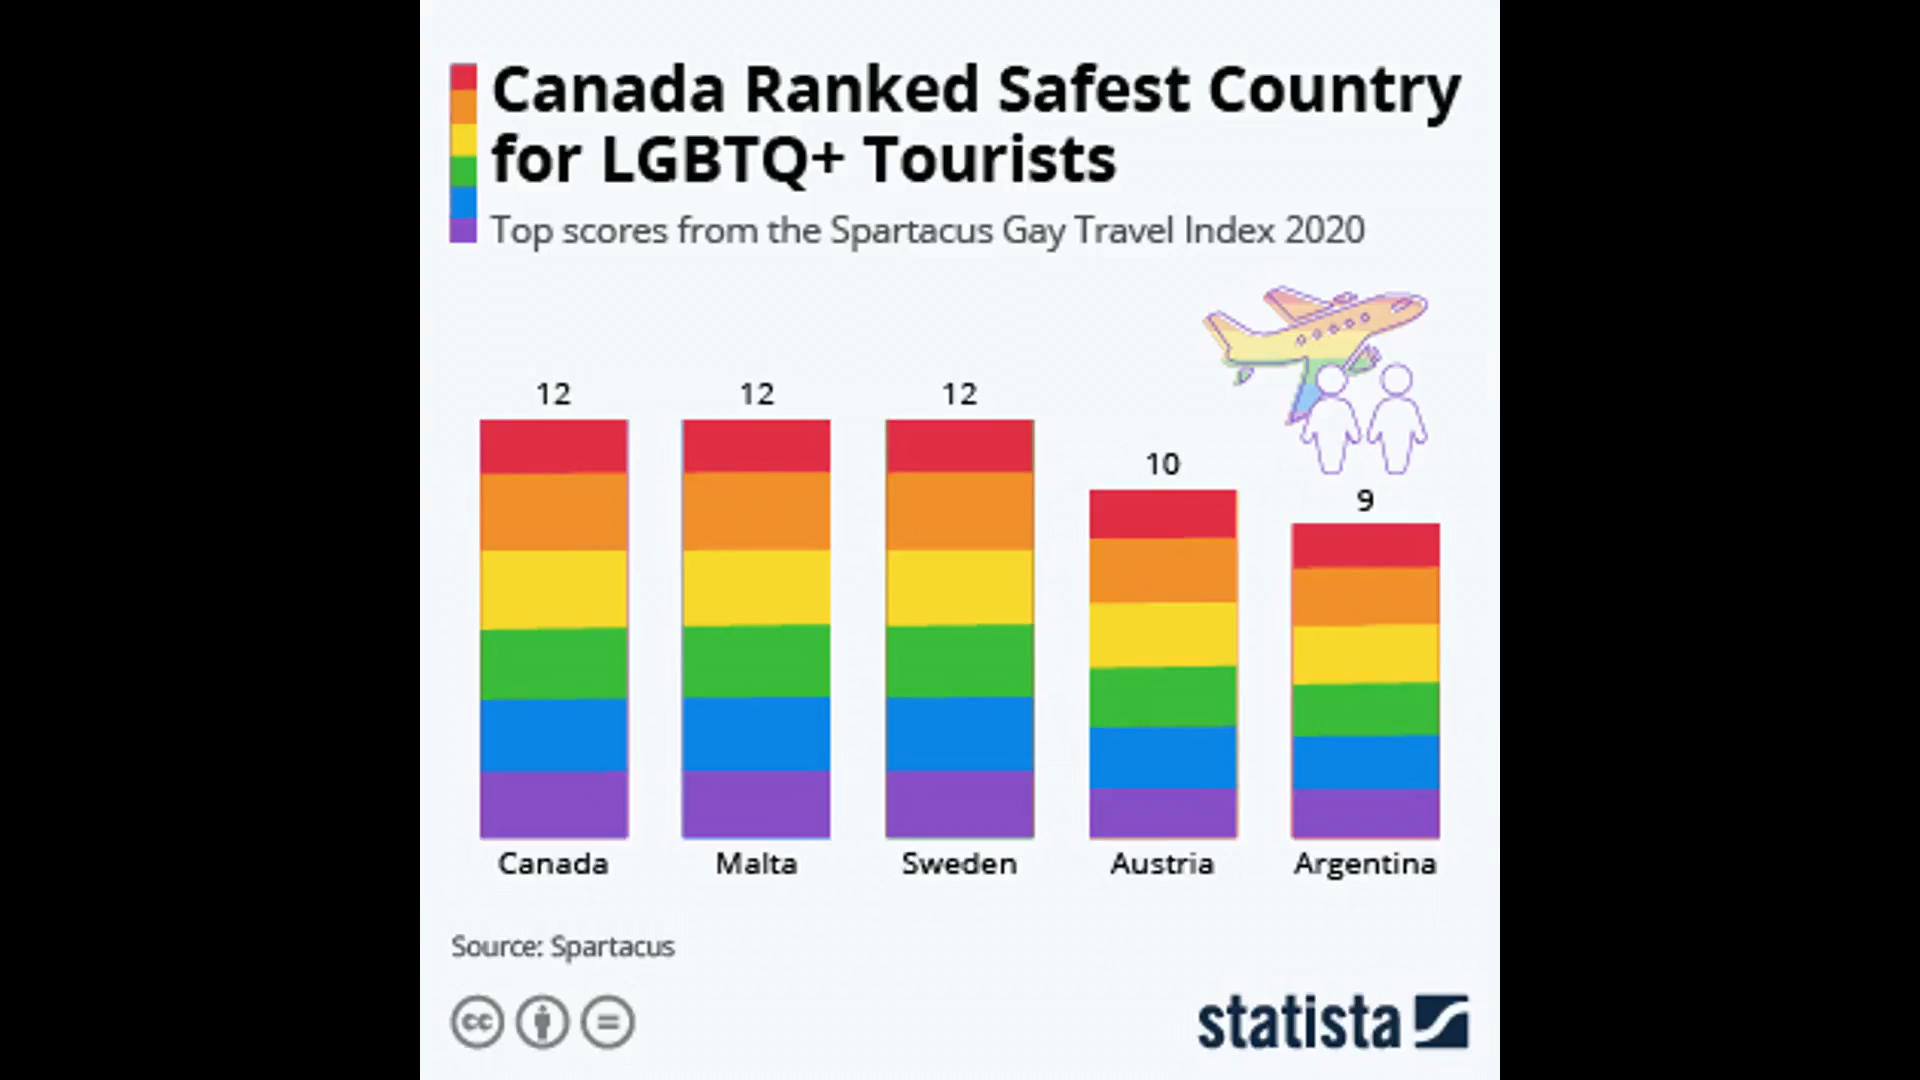 Canada Ranked Safest Country
for LGBTQ+ Tourists
Top scores from the Spartacus Gay Travel Index 2020
12
12
12
10
9
Canada
Malta
Sweden
Austria
Argentina
Source: Spartacus
cc
=
statista